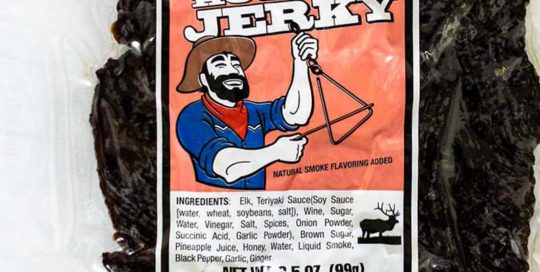 JERKY
NATURAL SMOKE FLAVORING ADDED
INGREDIENTS: Elk, Teriyaki Sauce(Soy Sauce
[water, wheat, soybeans, salt]), Wine, Sugar,
Water, Vinegar, Salt, Spices, Onion Powder,
Succinic Acid, Garlic Powder), Brown Sugar,
Pineapple Juice, Honey, Water, Liquid Smoke,
Black Pepper, Garlic, Ginger.
NET WT 3.5 OZ. (99g)